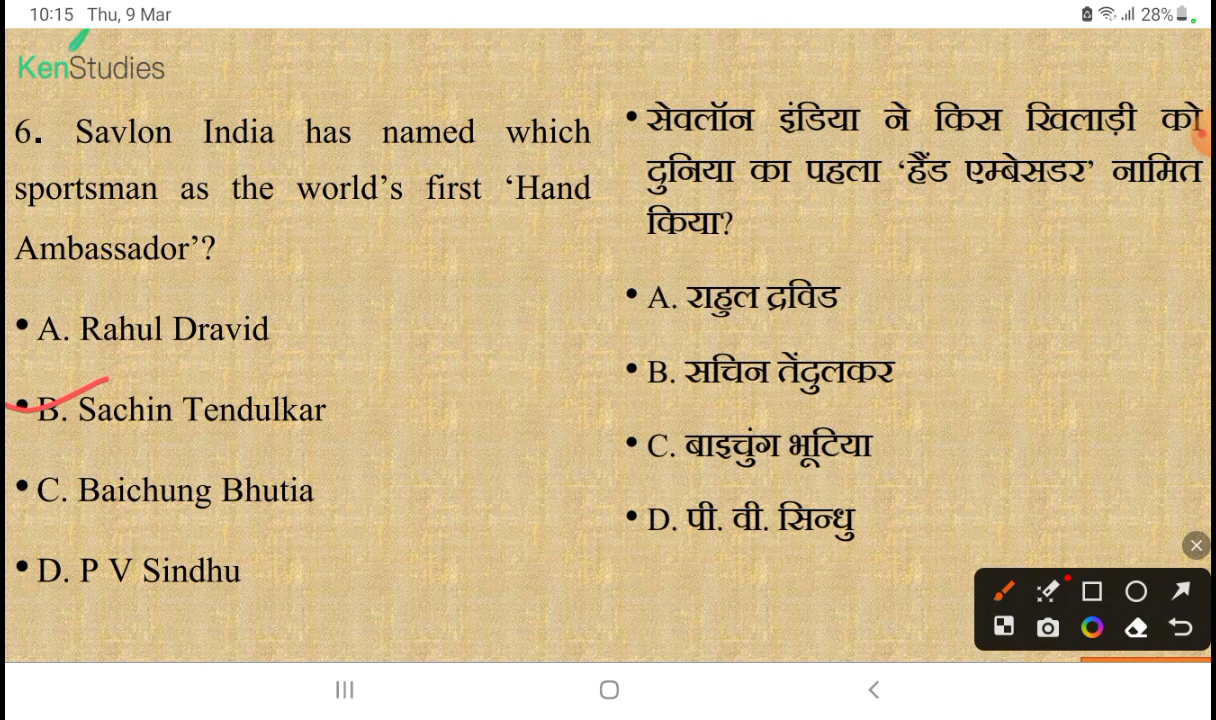 10:15 Thu, 9 Mar
28%
KenStudies
6. Savlon India has named which
sportsman as the world's first ‘Hand
Ambassador’?
• A. Rahul Dravid
• B. Sachin Tendulkar
• C. Baichung Bhutia
• D. P V Sindhu
• सेवलॉन इंडिया ने किस खिलाड़ी को
दुनिया का पहला ‘हैंड एम्बेसडर’ नामित
किया?
• A. राहुल द्रविड
• B. सचिन तेंदुलकर
• C. बाइचुंग भूटिया
• D. पी. वी. सिन्धु